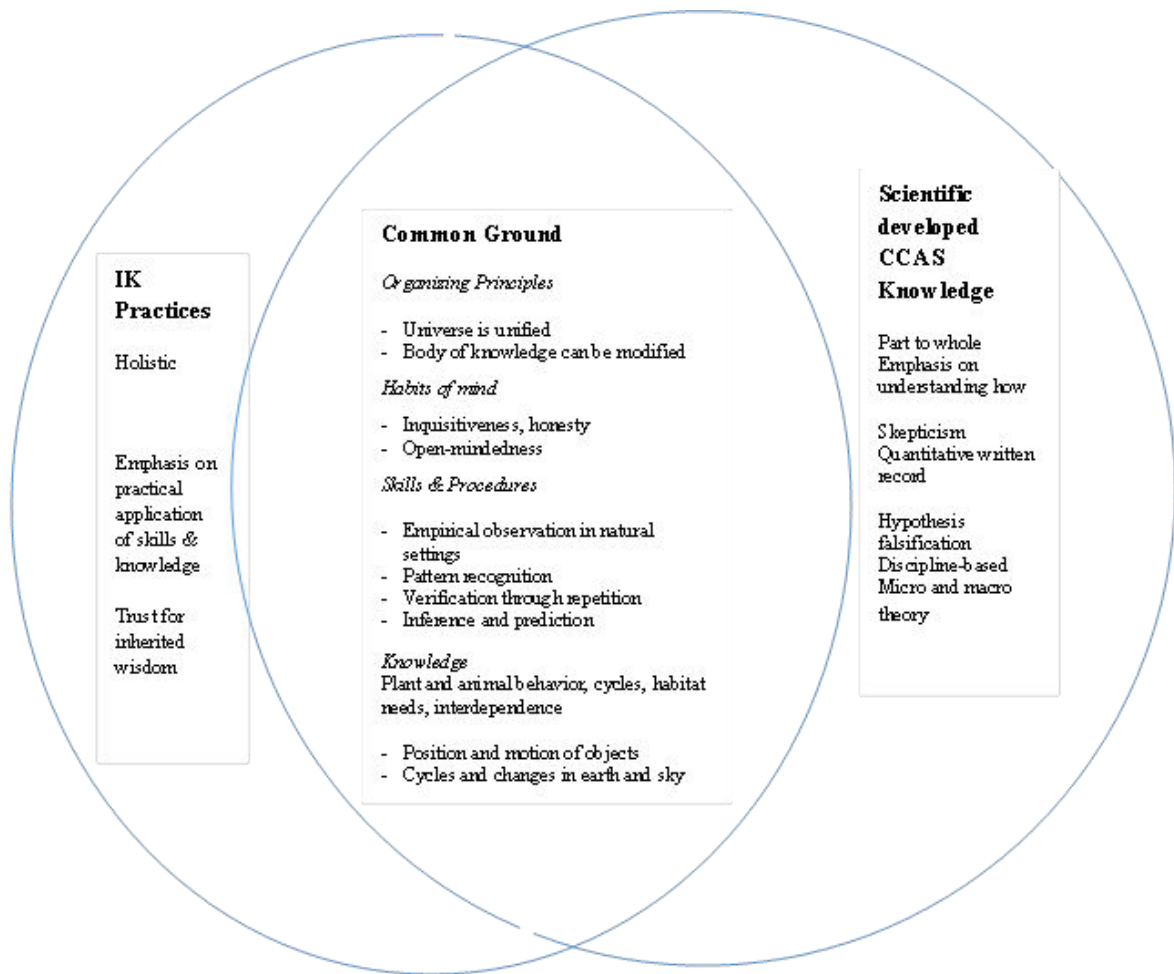 IK
Practices
Holistic
Emphasis on
practical
application
of skills &
knowledge
Trust for
inherited
wisdom
Common Ground
Organizing Principles
- Universe is unified
- Body of knowledge can be modified
Habits of mind
- Inquisitiveness, honesty
- Open-mindedness
Skills & Procedures
- Empirical observation in natural
settings
- Pattern recognition
- Verification through repetition
- Inference and prediction
Knowledge
Plant and animal behavior, cycles, habitat
needs, interdependence
- Position and motion of objects
- Cycles and changes in earth and sky
Scientific
developed
CCAS
Knowledge
Part to whole
Emphasis on
understanding how
Skepticism
Quantitative written
record
Hypothesis
falsification
Discipline-based
Micro and macro
theory